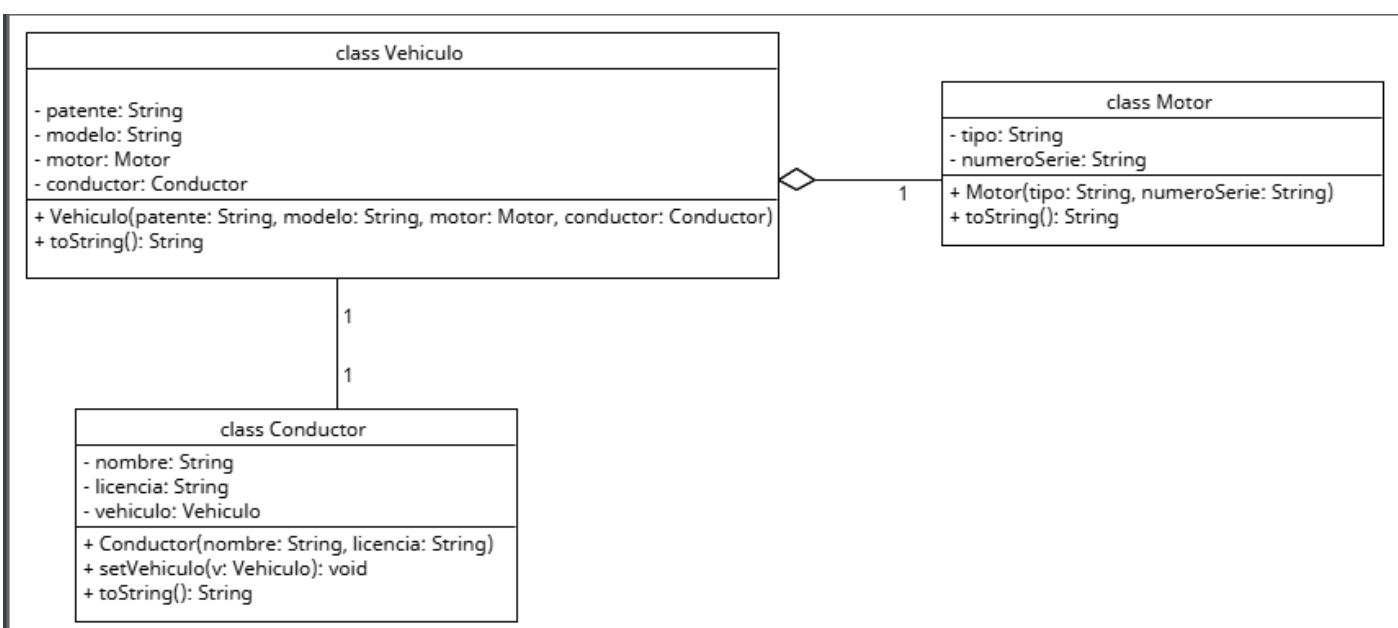 class Vehiculo
- patente: String
- modelo: String
- motor: Motor
- conductor: Conductor
+ Vehiculo(patente: String, modelo: String, motor: Motor, conductor: Conductor)
+ toString(): String
class Motor
- tipo: String
- numeroSerie: String
+ Motor(tipo: String, numeroSerie: String)
+ toString(): String
1
1
1
class Conductor
- nombre: String
- licencia: String
- vehiculo: Vehiculo
+ Conductor(nombre: String, licencia: String)
+ setVehiculo(v: Vehiculo): void
+ toString(): String